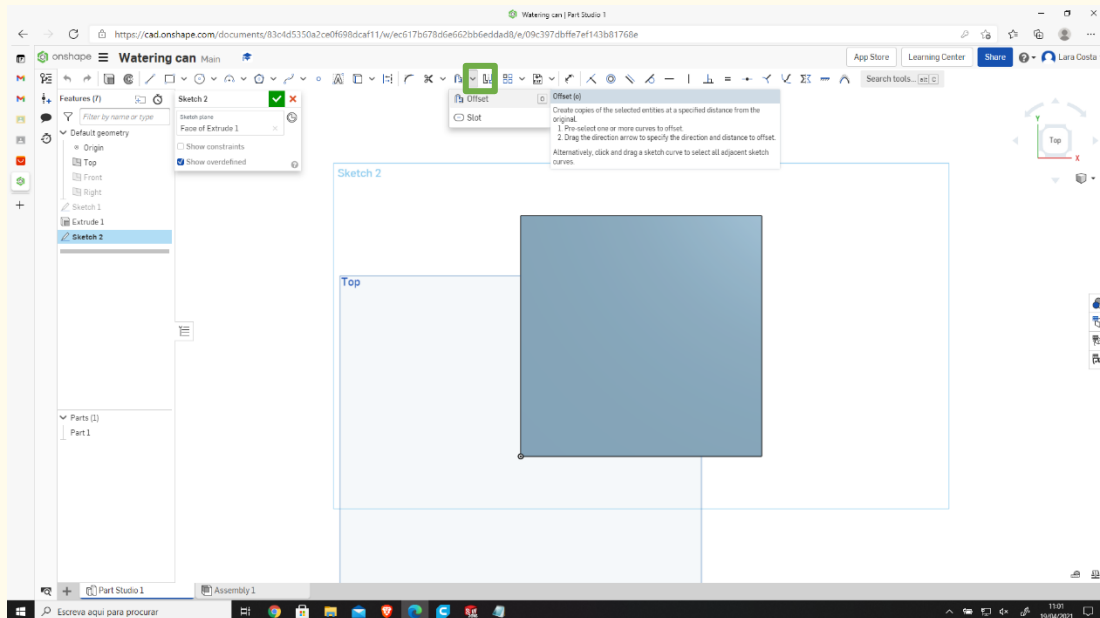 Watering can | Part Studio 1
https://cad.onshape.com/documents/83c4d5350a2ce0f698dcaf11/w/ec617b678d6e662bb6eddad8/e/09c397dbffe7ef143b81768e
onshape Watering can Main
App Store Learning Center Share Lara Costa
Search tools... alt C
Features (7)
Filter by name or type
Default geometry
Origin
Top
Front
Right
Sketch 1
Extrude 1
Sketch 2
Sketch 2
Sketch plane
Face of Extrude 1
Show constraints
Show overdefined
Offset O
Slot
Offset (o)
Create copies of the selected entities at a specified distance from the
original.
1. Pre-select one or more curves to offset.
2. Drag the direction arrow to specify the direction and distance to offset.
Alternatively, click and drag a sketch curve to select all adjacent sketch
curves.
Y
Top
X
Sketch 2
Top
Parts (1)
Part 1
Part Studio 1 Assembly 1
Escreva aqui para procurar
11:01
19/04/2021